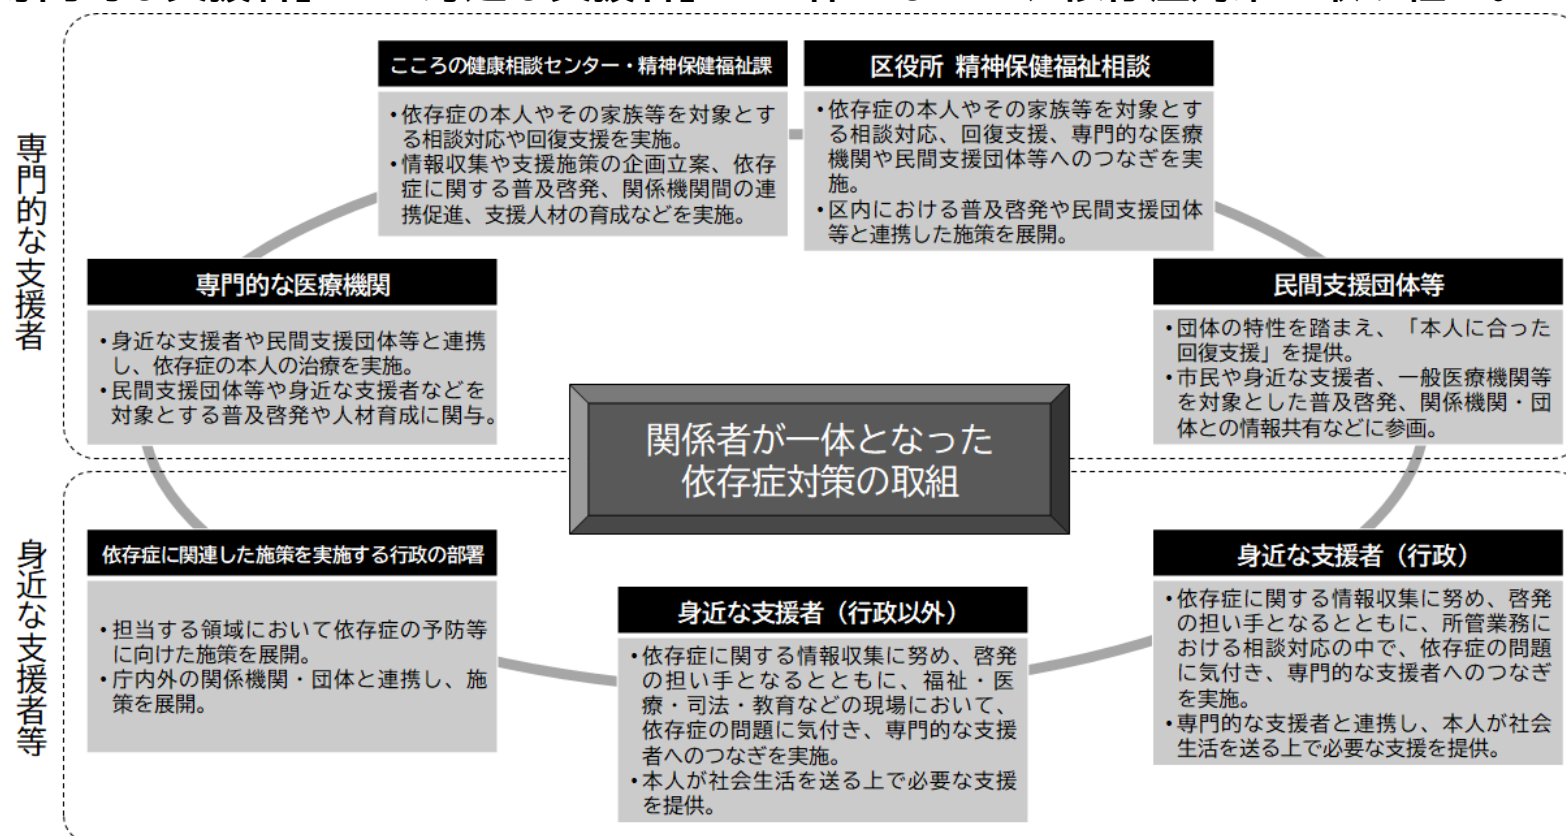 専門的な支援者
こころの健康相談センター・精神保健福祉課
・依存症の本人やその家族等を対象とす
る相談対応や回復支援を実施。
・情報収集や支援施策の企画立案、依存
症に関する普及啓発、関係機関間の連
携促進、支援人材の育成などを実施。
区役所 精神保健福祉相談
・依存症の本人やその家族等を対象とす
る相談対応、回復支援、専門的な医療
機関や民間支援団体等へのつなぎを実
施。
・区内における普及啓発や民間支援団体
等と連携した施策を展開。
専門的な医療機関
・身近な支援者や民間支援団体等と連携
し、依存症の本人の治療を実施。
・民間支援団体等や身近な支援者などを
対象とする普及啓発や人材育成に関与。
民間支援団体等
・団体の特性を踏まえ、「本人に合った
回復支援」を提供。
・市民や身近な支援者、一般医療機関等
を対象とした普及啓発、関係機関・団
体との情報共有などに参画。
関係者が一体となった
依存症対策の取組
身近な支援者等
依存症に関連した施策を実施する行政の部署
・担当する領域において依存症の予防等
に向けた施策を展開。
・庁内外の関係機関・団体と連携し、施
策を展開。
身近な支援者（行政以外）
・依存症に関する情報収集に努め、啓発
の担い手となるとともに、福祉・医
療・司法・教育などの現場において、
依存症の問題に気付き、専門的な支援
者へのつなぎを実施。
・本人が社会生活を送る上で必要な支援
を提供。
身近な支援者（行政）
・依存症に関する情報収集に努め、啓発
の担い手となるとともに、所管業務に
おける相談対応の中で、依存症の問題
に気付き、専門的な支援者へのつなぎ
を実施。
・専門的な支援者と連携し、本人が社会
生活を送る上で必要な支援を提供。